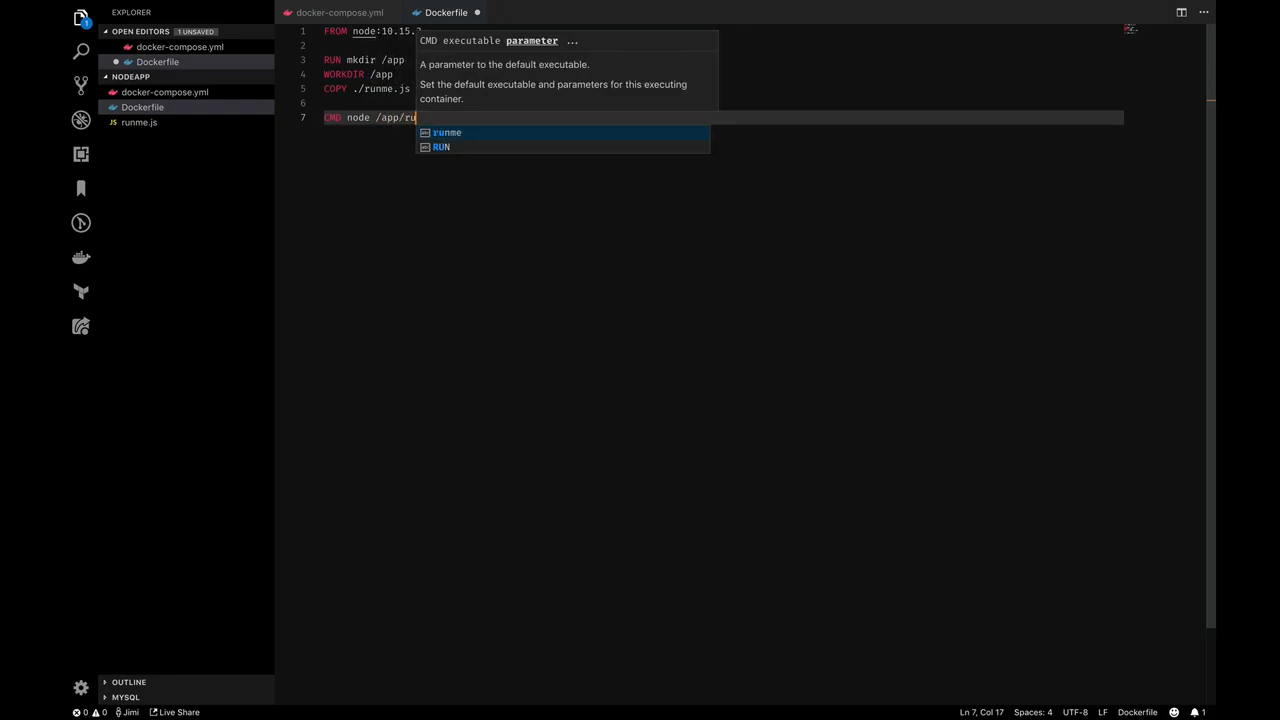 EXPLORER
OPEN EDITORS 1 UNSAVED
docker-compose.yml
Dockerfile
NODEAPP
docker-compose.yml
Dockerfile
JS runme.js
OUTLINE
MYSQL
docker-compose.yml Dockerfile
1 FROM node:10.15.
2
3 RUN mkdir /app
4 WORKDIR /app
5 COPY ./runme.js
6
7 CMD node /app/ru
CMD executable parameter ...
A parameter to the default executable.
Set the default executable and parameters for this executing
container.
runme
RUN
1
0 0 Jimi Live Share Ln 7, Col 17 Spaces: 4 UTF-8 LF Dockerfile 1